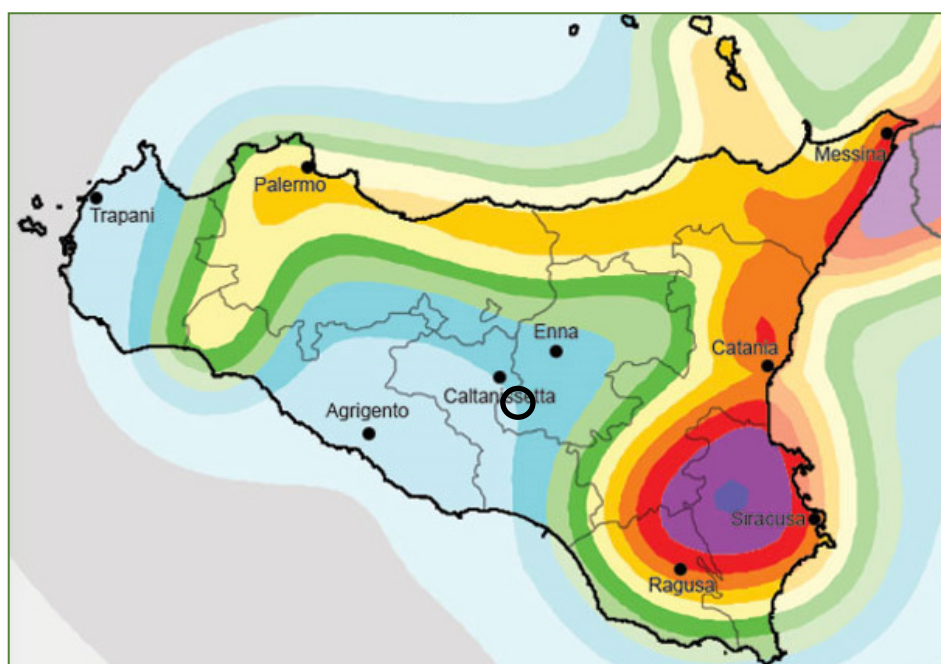 Messina
Palermo
Trapani
Enna
Catania
Caltanissetta
Agrigento
Siracusa
Ragusa